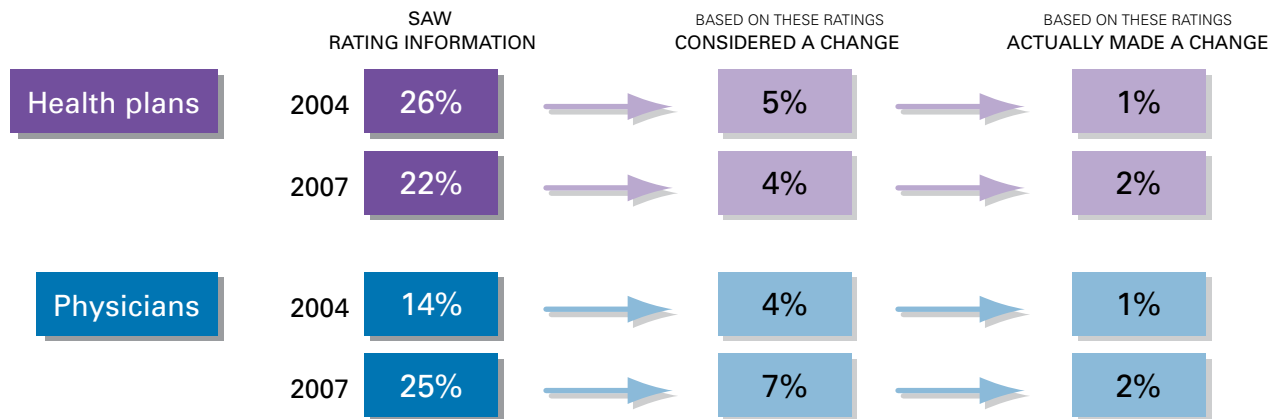 SAW
RATING INFORMATION
BASED ON THESE RATINGS
CONSIDERED A CHANGE
BASED ON THESE RATINGS
ACTUALLY MADE A CHANGE
Health plans 2004 26% 5% 1%
2007 22% 4% 2%
Physicians 2004 14% 4% 1%
2007 25% 7% 2%